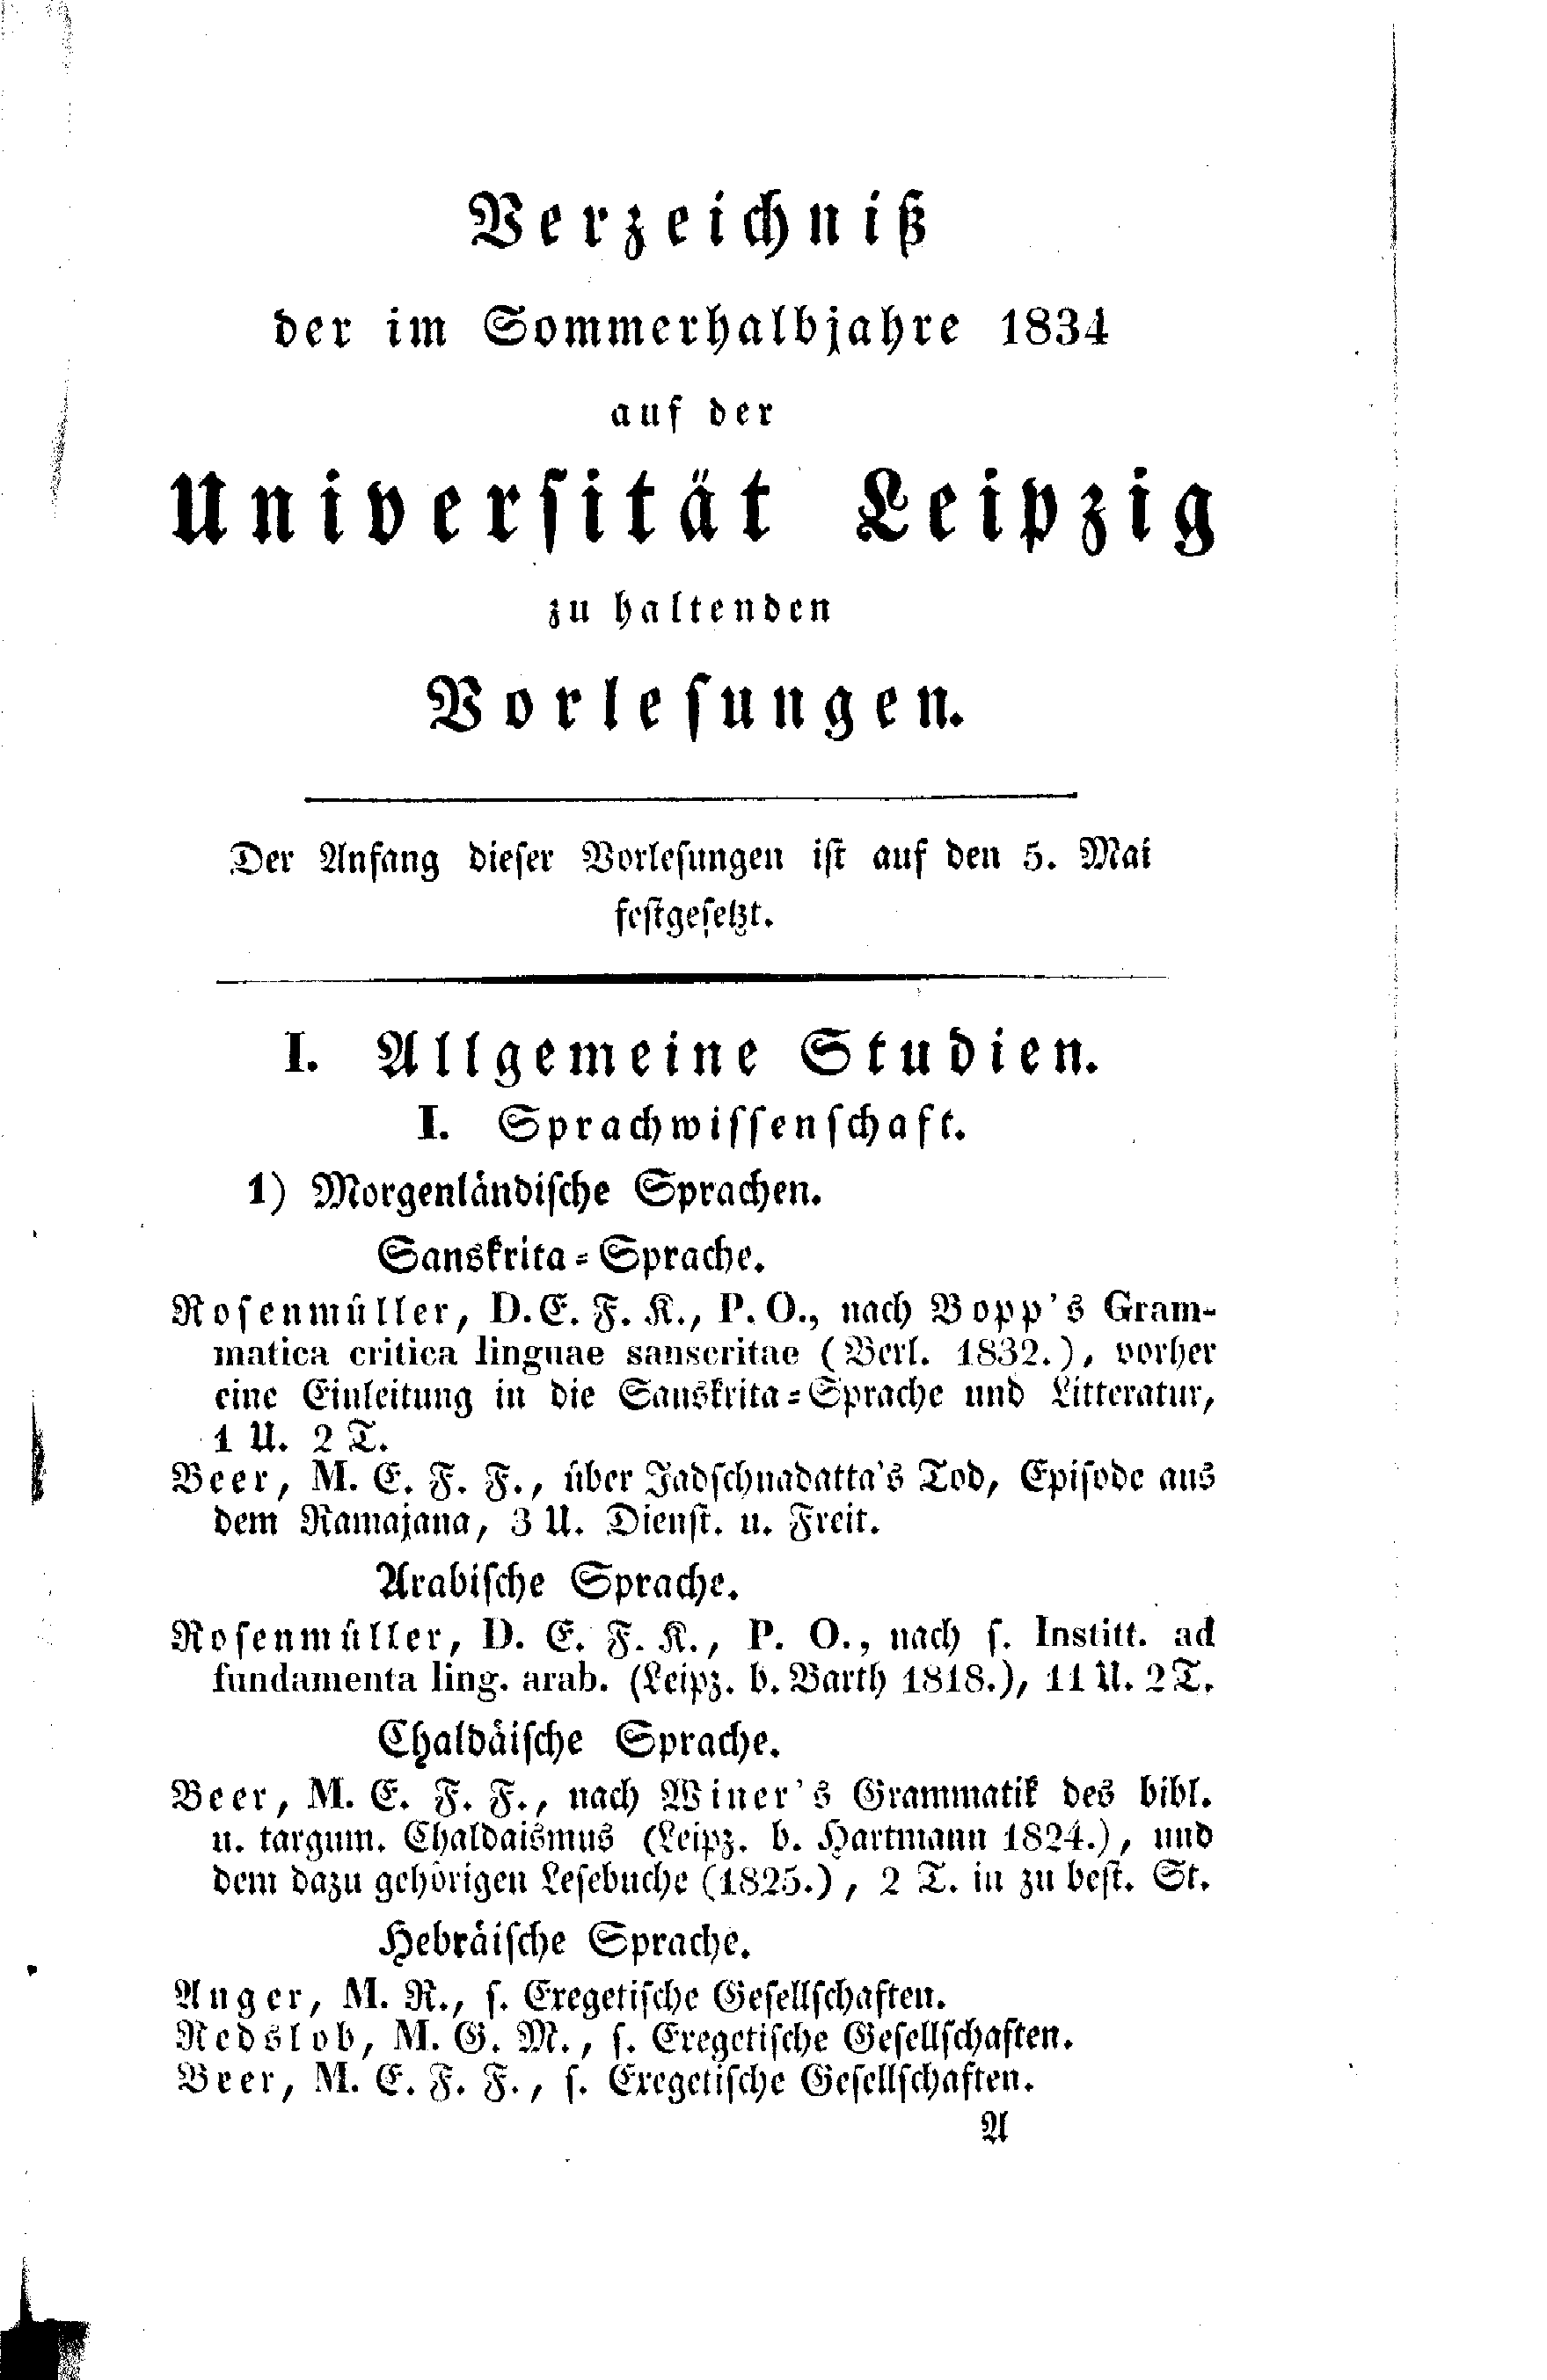 Verzeichniß
der im Sommerhalbjahre 1834
auf der
Universität Leipzig
zu haltenden
Vorlesungen.
Der Anfang dieser Vorlesungen ist auf den 5. Mai
festgesetzt.
I. Allgemeine Studien.
I. Sprachwissenschaft.
1) Morgenländische Sprachen.
Sanskrita-Sprache.
Rosenmüller, D. E. F. K., P. O., nach Bopp's Gram-
matica critica linguae sanscritae (Berl. 1832.), vorher
eine Einleitung in die Sanskrita-Sprache und Litteratur,
1 U. 2 T.
Beer, M. E. F. F., über Jadschnadatta's Tod, Episode aus
dem Ramajana, 3 U. Dienst. u. Freit.
Arabische Sprache.
Rosenmüller, D. E. F. K., P. O., nach s. Institt. ad
fundamenta ling. arab. (Leipz. b. Barth 1818.), 11 U. 2 T.
Chaldäische Sprache.
Beer, M. E. F. F., nach Winer's Grammatik des bibl.
u. targum. Chaldaismus (Leipz. b. Hartmann 1824.), und
dem dazu gehörigen Lesebuche (1825.), 2 T. in zu best. St.
Hebräische Sprache.
Anger, M. R., s. Exegetische Gesellschaften.
Redslob, M. G. M., s. Exegetische Gesellschaften.
Beer, M. E. F. F., s. Exegetische Gesellschaften.
A